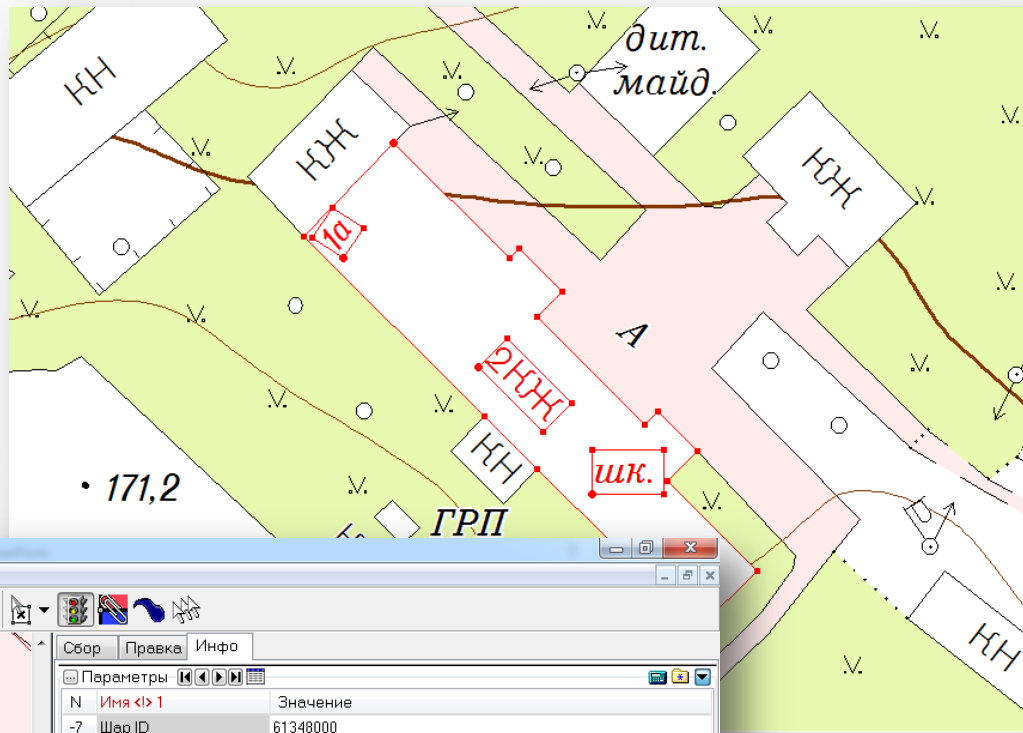 дит.
майд.
КН
КЖ
КЖ
1а
А
2КЖ
КН
шк.
171,2
ГРП
КН
Сбор
Правка
Инфо
Параметры
N Имя <!> 1 Значение
-7 Шар ID 61348000